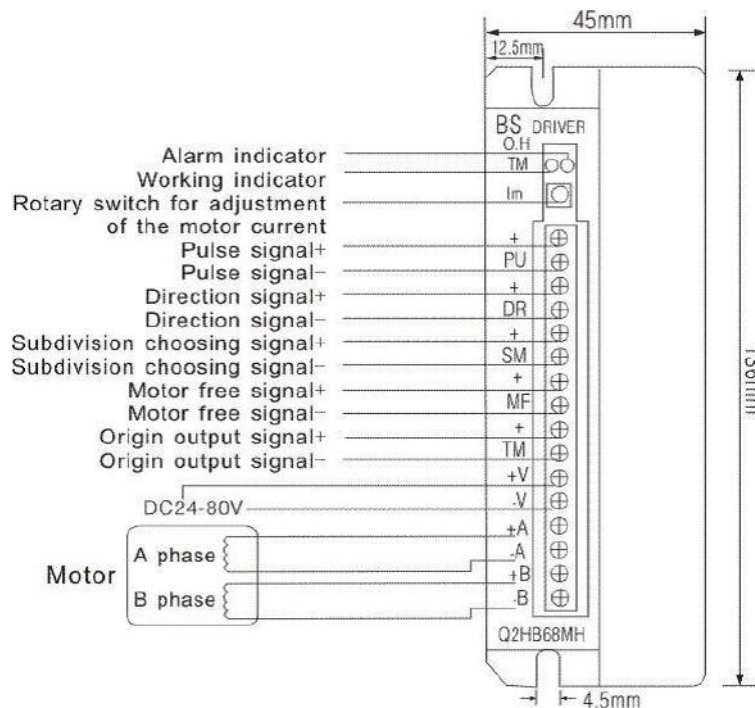 45mm
12.5mm
BS DRIVER
O.H
Alarm indicator
TM
Working indicator
Im
Rotary switch for adjustment
of the motor current
+
Pulse signal+
PU
Pulse signal-
+
Direction signal+
DR
Direction signal-
+
Subdivision choosing signal+
SM
Subdivision choosing signal-
+
Motor free signal+
MF
Motor free signal-
+
Origin output signal+
TM
Origin output signal-
+V
DC24-80V
-V
+A
A phase
-A
Motor
+B
B phase
-B
Q2HB68MH
4.5mm